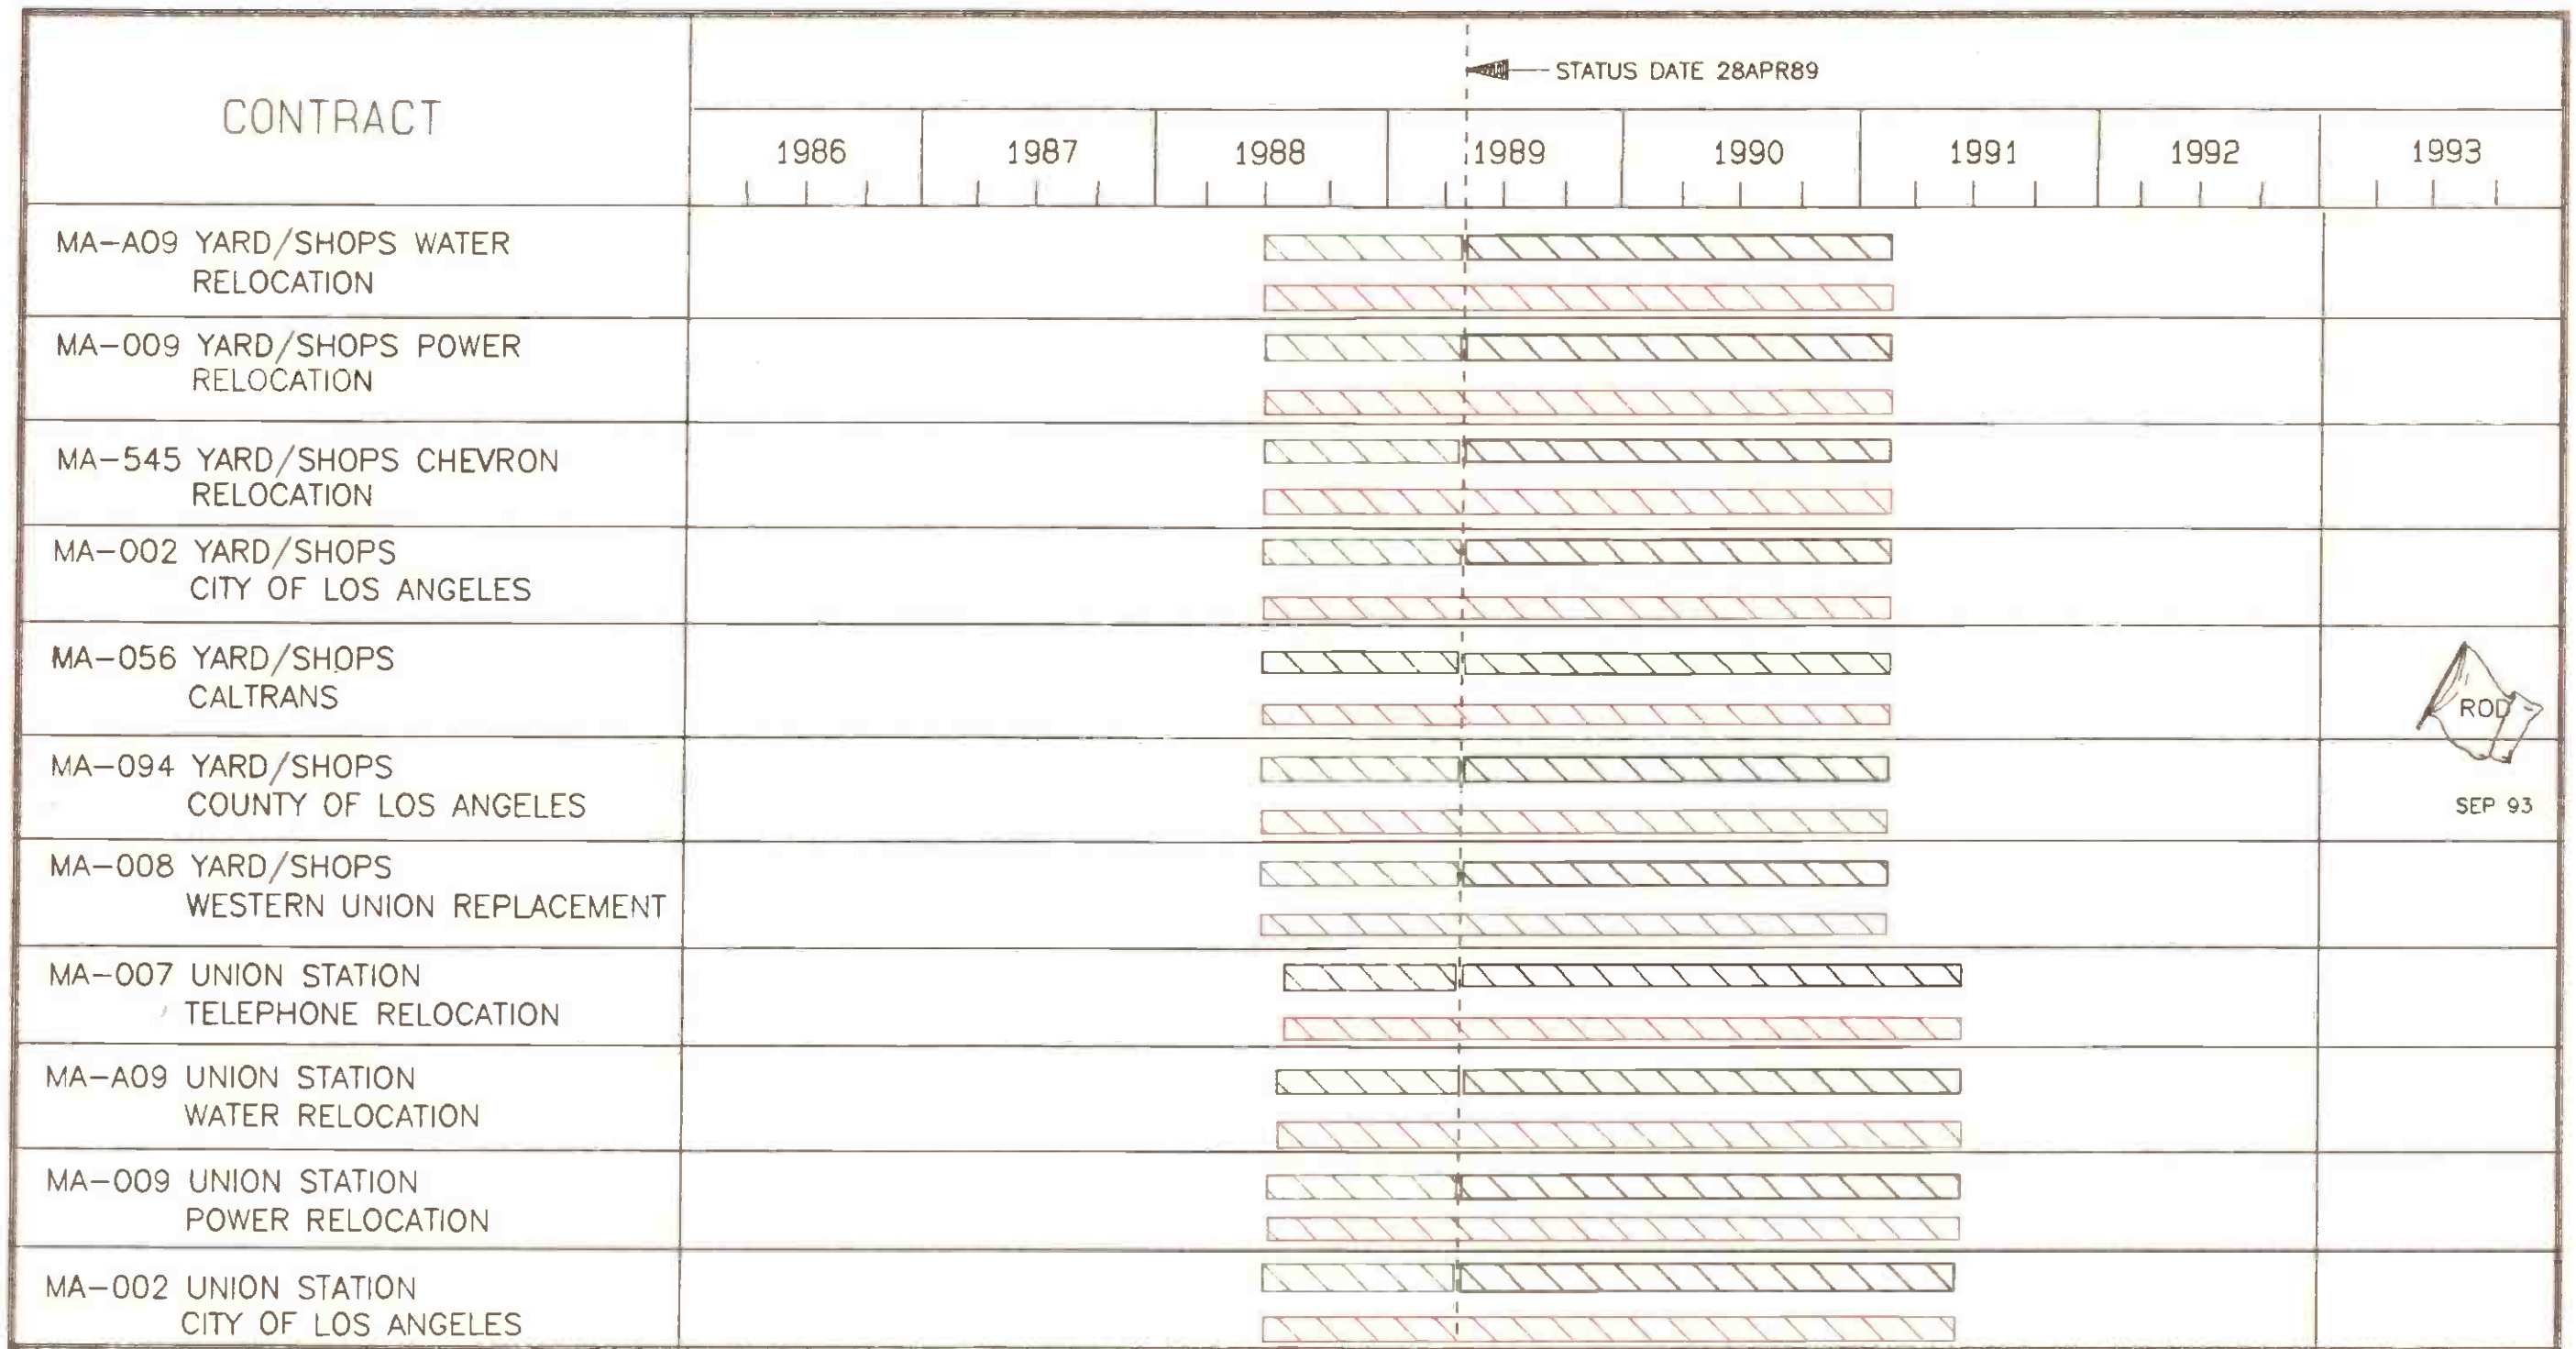 STATUS DATE 28APR89
CONTRACT
1986 1987 1988 1989 1990 1991 1992 1993
MA-A09 YARD/SHOPS WATER
RELOCATION
MA-009 YARD/SHOPS POWER
RELOCATION
MA-545 YARD/SHOPS CHEVRON
RELOCATION
MA-002 YARD/SHOPS
CITY OF LOS ANGELES
MA-056 YARD/SHOPS
CALTRANS
ROD
MA-094 YARD/SHOPS
COUNTY OF LOS ANGELES
SEP 93
MA-008 YARD/SHOPS
WESTERN UNION REPLACEMENT
MA-007 UNION STATION
TELEPHONE RELOCATION
MA-A09 UNION STATION
WATER RELOCATION
MA-009 UNION STATION
POWER RELOCATION
MA-002 UNION STATION
CITY OF LOS ANGELES